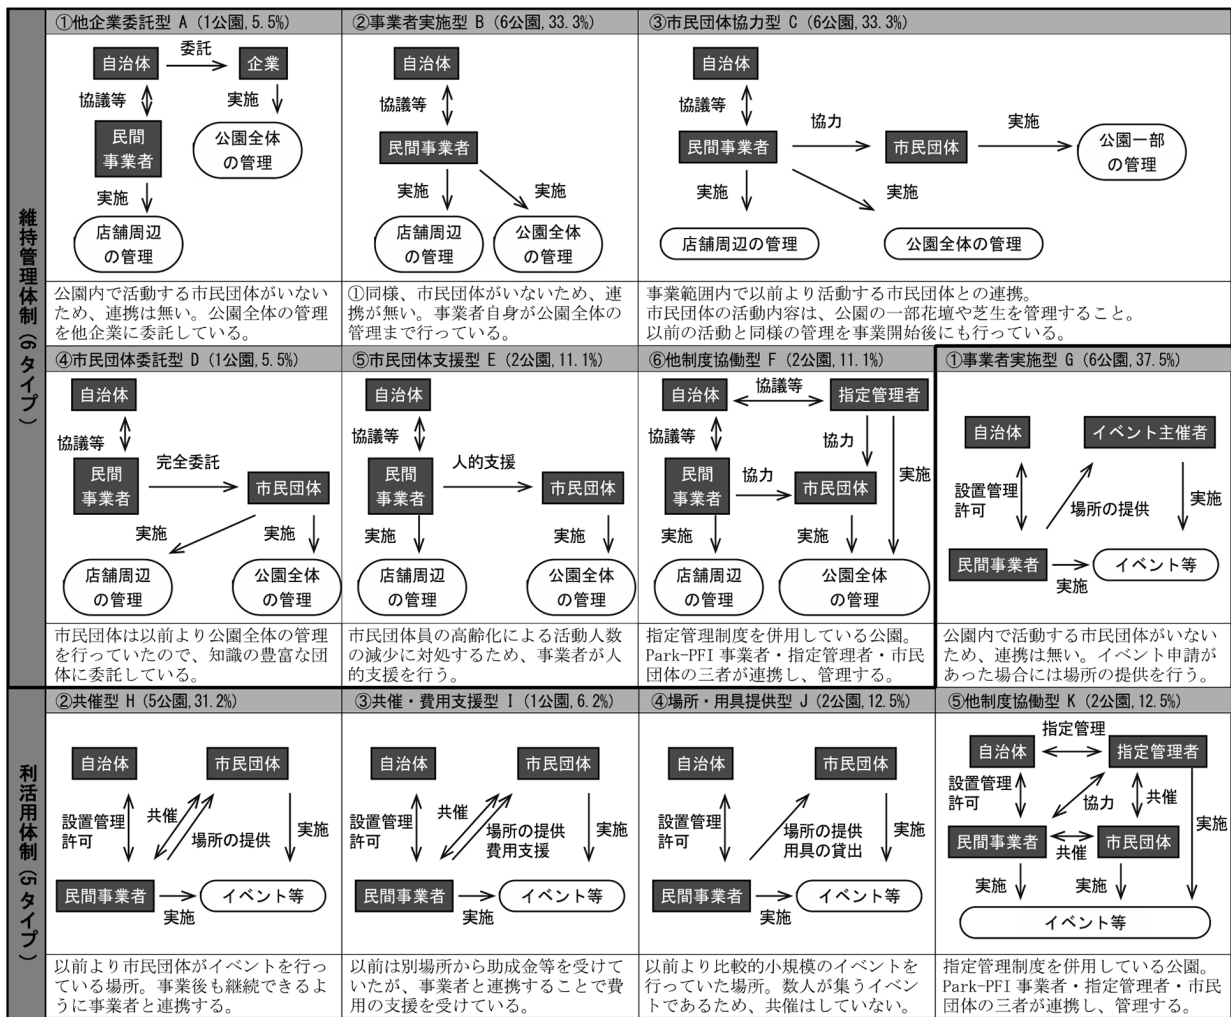 維持管理体制(6タイプ)
①他企業委託型 A (1公園, 5.5%)
自治体
委託
企業
協議等
実施
民間
事業者
公園全体
の管理
実施
店舗周辺
の管理
公園内で活動する市民団体がいない
ため、連携は無い。公園全体の管理
を他企業に委託している。
②事業者実施型 B (6公園, 33.3%)
自治体
協議等
民間事業者
実施
実施
店舗周辺
の管理
公園全体
の管理
①同様、市民団体がいないため、連
携が無い。事業者自身が公園全体の
管理まで行っている。
③市民団体協力型 C (6公園, 33.3%)
自治体
協議等
民間事業者
協力
市民団体
実施
公園一部
の管理
実施
実施
店舗周辺の管理
公園全体の管理
事業範囲内で以前より活動する市民団体との連携。
市民団体の活動内容は、公園の一部花壇や芝生を管理すること。
以前の活動と同様の管理を事業開始後にも行っている。
④市民団体委託型 D (1公園, 5.5%)
自治体
協議等
民間
事業者
完全委託
市民団体
実施
実施
店舗周辺
の管理
公園全体
の管理
市民団体は以前より公園全体の管理
を行っていたので、知識の豊富な団
体に委託している。
⑤市民団体支援型 E (2公園, 11.1%)
自治体
協議等
民間
事業者
人的支援
市民団体
実施
実施
店舗周辺
の管理
公園全体
の管理
市民団体員の高齢化による活動人数
の減少に対処するため、事業者が人
的支援を行う。
⑥他制度協働型 F (2公園, 11.1%)
自治体
協議等
指定管理者
協議等
協力
民間
事業者
協力
市民団体
実施
実施
実施
店舗周辺
の管理
公園全体
の管理
指定管理制度を併用している公園。
Park-PFI 事業者・指定管理者・市民
団体の三者が連携し、管理する。
①事業者実施型 G (6公園, 37.5%)
自治体
イベント主催者
設置管理
許可
場所の提供
実施
民間事業者
実施
イベント等
公園内で活動する市民団体がいない
ため、連携は無い。イベント申請が
あった場合には場所の提供を行う。
利活用体制(5タイプ)
②共催型 H (5公園, 31.2%)
自治体
市民団体
設置管理
許可
共催
場所の提供
実施
民間事業者
実施
イベント等
以前より市民団体がイベントを行っ
ている場所。事業後も継続できるよ
うに事業者と連携する。
③共催・費用支援型 I (1公園, 6.2%)
自治体
市民団体
設置管理
許可
共催
場所の提供
費用支援
実施
民間事業者
実施
イベント等
以前は別場所から助成金等を受けて
いたが、事業者と連携することで費
用の支援を受けている。
④場所・用具提供型 J (2公園, 12.5%)
自治体
市民団体
設置管理
許可
場所の提供
用具の貸出
実施
民間事業者
実施
イベント等
以前より比較的小規模のイベントを
行っていた場所。数人が集うイベン
トであるため、共催はしていない。
⑤他制度協働型 K (2公園, 12.5%)
指定管理
自治体
指定管理者
設置管理
許可
協力
共催
実施
民間事業者
共催
市民団体
実施
実施
イベント等
指定管理制度を併用している公園。
Park-PFI 事業者・指定管理者・市民
団体の三者が連携し、管理する。